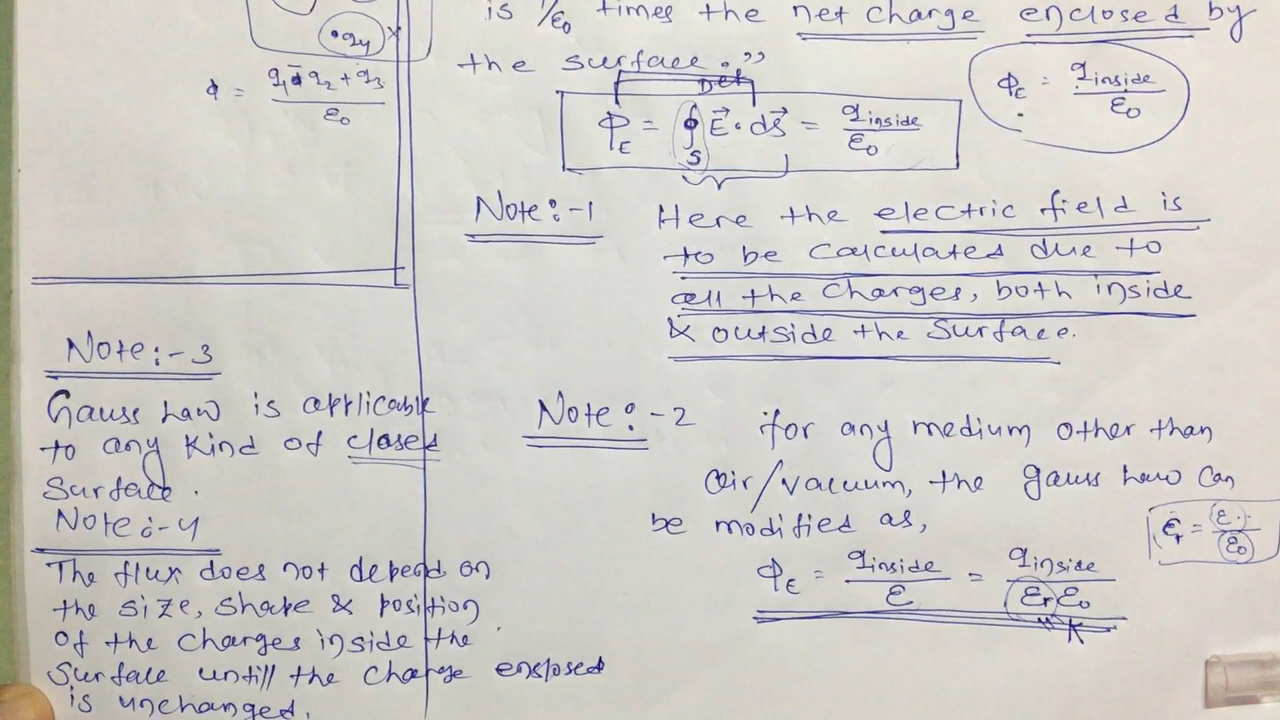 is 1/ε₀ times the net charge enclosed by
the surface."
Φ_E = ∮_S E⃗ · dS⃗ = q_inside / ε₀
Φ_E = q_inside / ε₀
•q₄ ×
Φ = (q₁ - q₂ + q₃) / ε₀
Note:-1 Here the electric field is
to be calculated due to
all the charges, both inside
& outside the Surface.
Note:-2 for any medium other than
air/vacuum, the gauss Law can
be modified as,
Φ_E = q_inside / ε = q_inside / (ε_r ε₀)
K
ε_r = ε / ε₀
Note:-3
Gauss Law is applicable
to any kind of closed
Surface.
Note:-4
The flux does not depend on
the size, shape & position
of the charges inside the
Surface untill the charge enclosed
is unchanged.